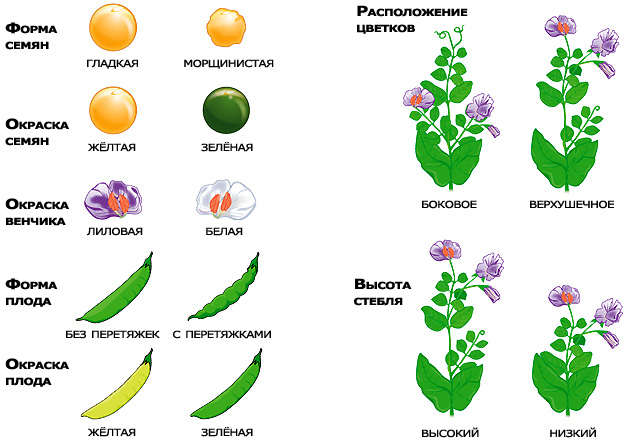 Форма
семян
ГЛАДКАЯ
МОРЩИНИСТАЯ
Окраска
семян
ЖЁЛТАЯ
ЗЕЛЁНАЯ
Окраска
венчика
ЛИЛОВАЯ
БЕЛАЯ
Форма
плода
БЕЗ ПЕРЕТЯЖЕК
С ПЕРЕТЯЖКАМИ
Окраска
плода
ЖЁЛТАЯ
ЗЕЛЁНАЯ
Расположение
цветков
БОКОВОЕ
ВЕРХУШЕЧНОЕ
Высота
стебля
ВЫСОКИЙ
НИЗКИЙ